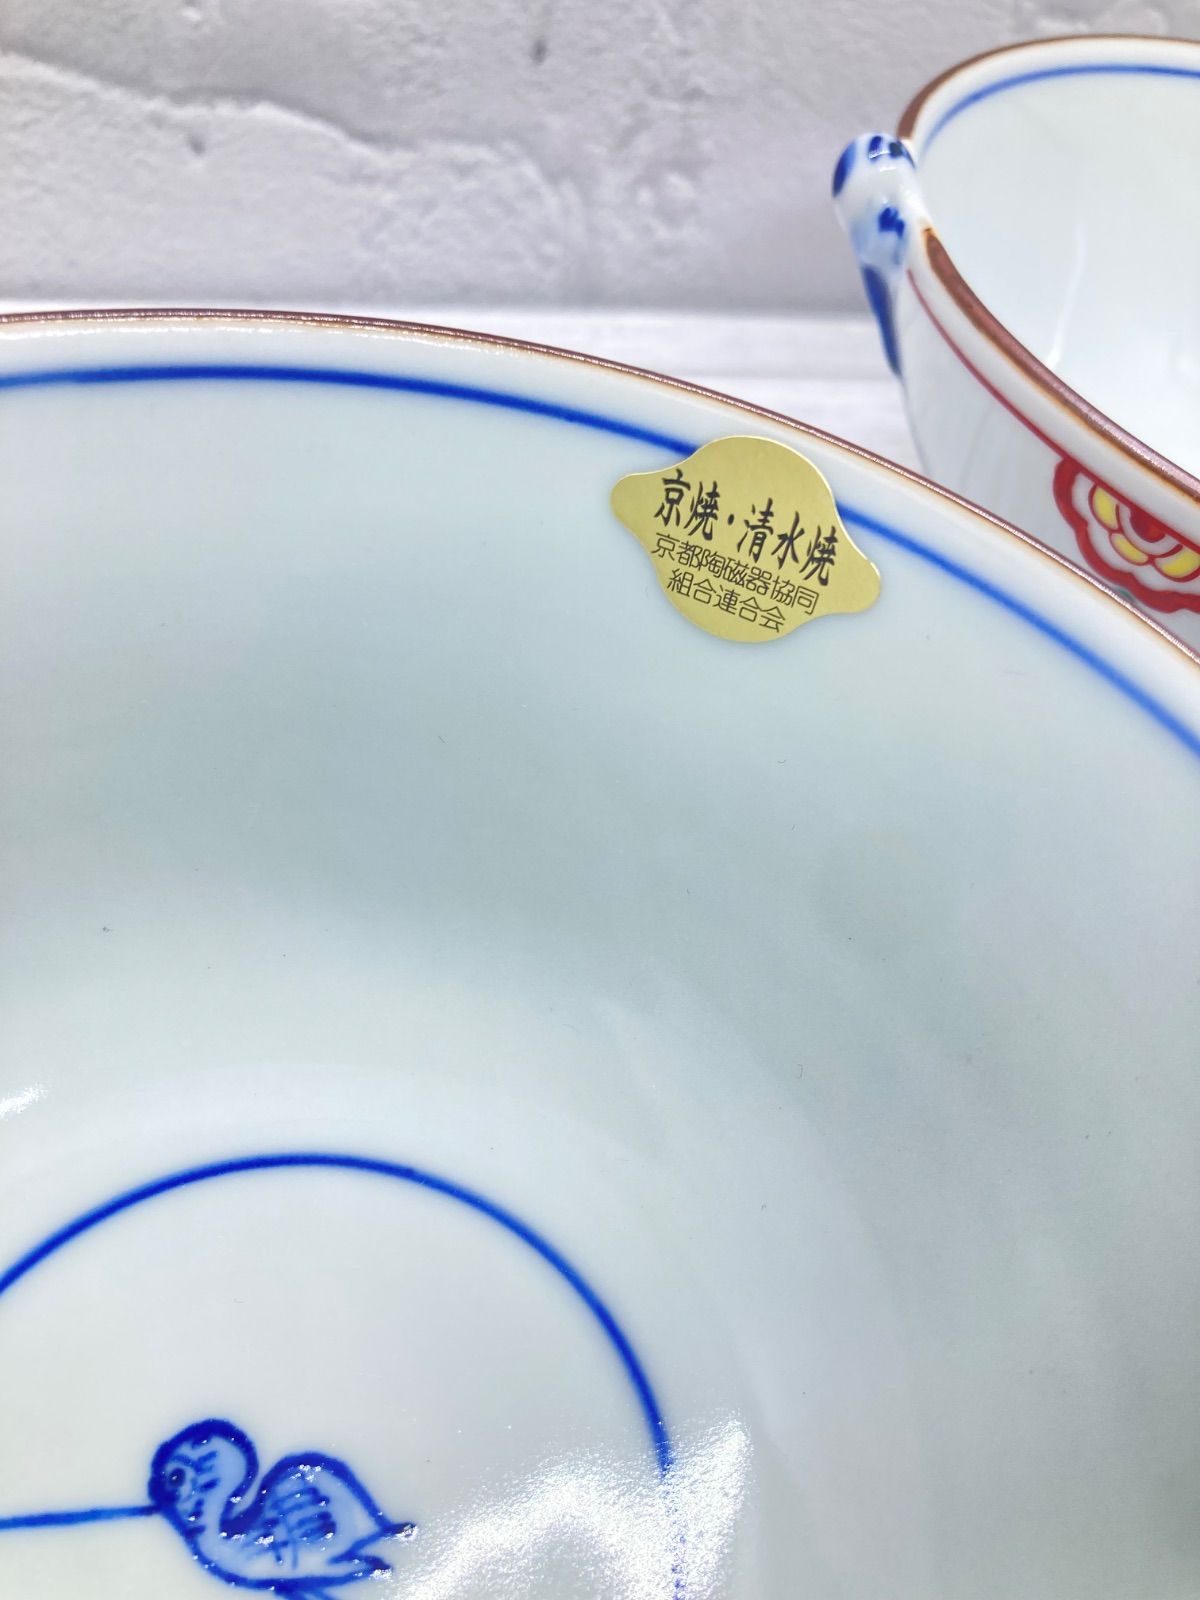 京焼・清水焼
京都陶磁器協同
組合連合会